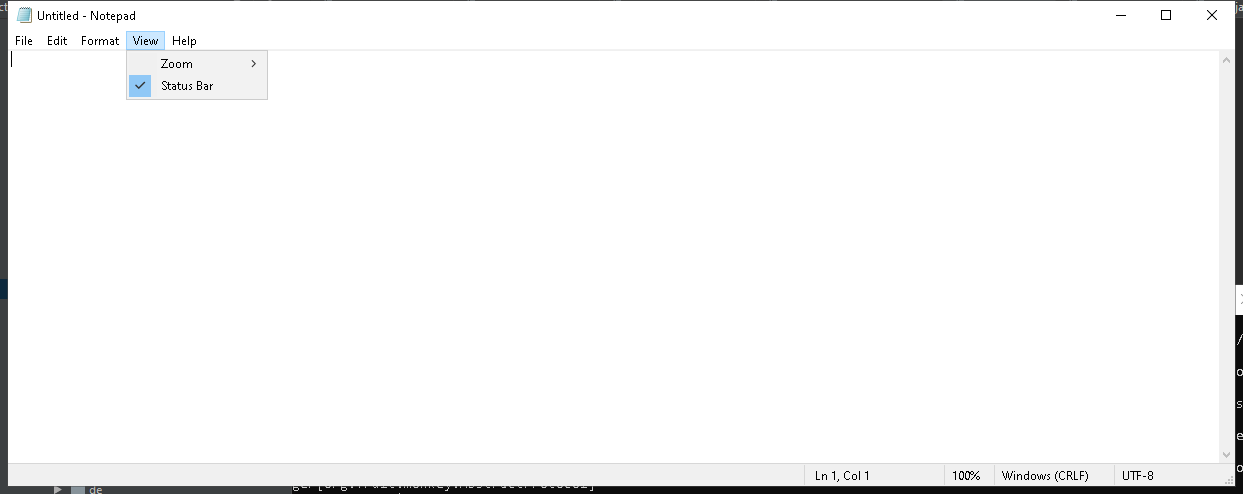 Untitled - Notepad
File Edit Format View Help
Zoom
Status Bar
Ln 1, Col 1 100% Windows (CRLF) UTF-8
de